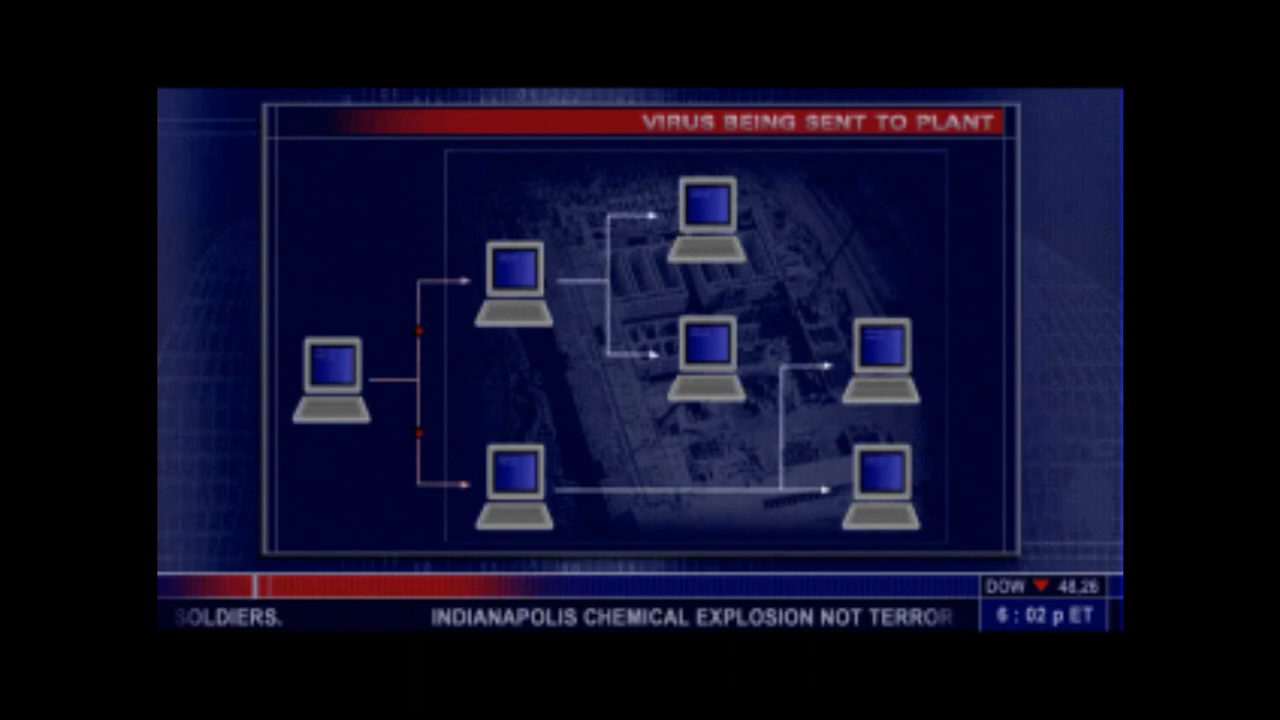 VIRUS BEING SENT TO PLANT
DOW ▼ 48,26
SOLDIERS. INDIANAPOLIS CHEMICAL EXPLOSION NOT TERROR
6 : 02 p ET